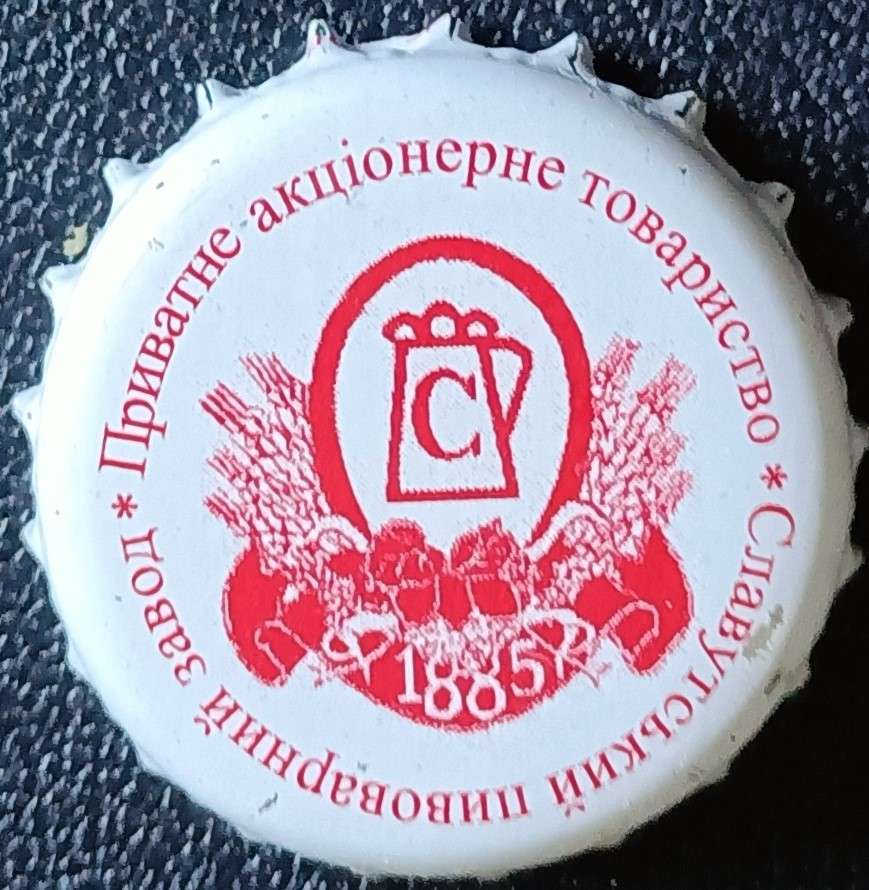 Приватне акціонерне товариство * Славутський пивоварний завод *
С
1885